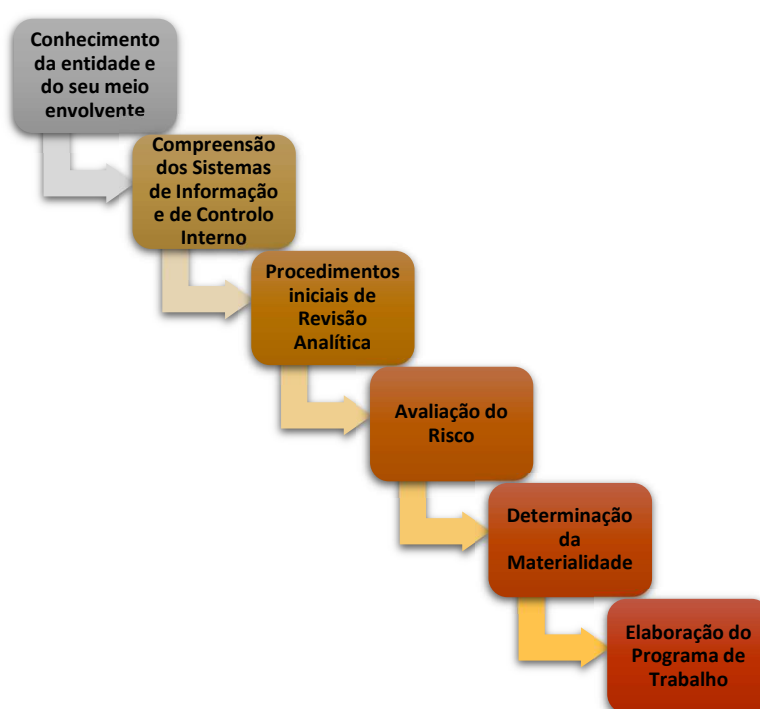 Conhecimento
da entidade e
do seu meio
envolvente
Compreensão
dos Sistemas
de Informação
e de Controlo
Interno
Procedimentos
iniciais de
Revisão
Analítica
Avaliação do
Risco
Determinação
da
Materialidade
Elaboração do
Programa de
Trabalho